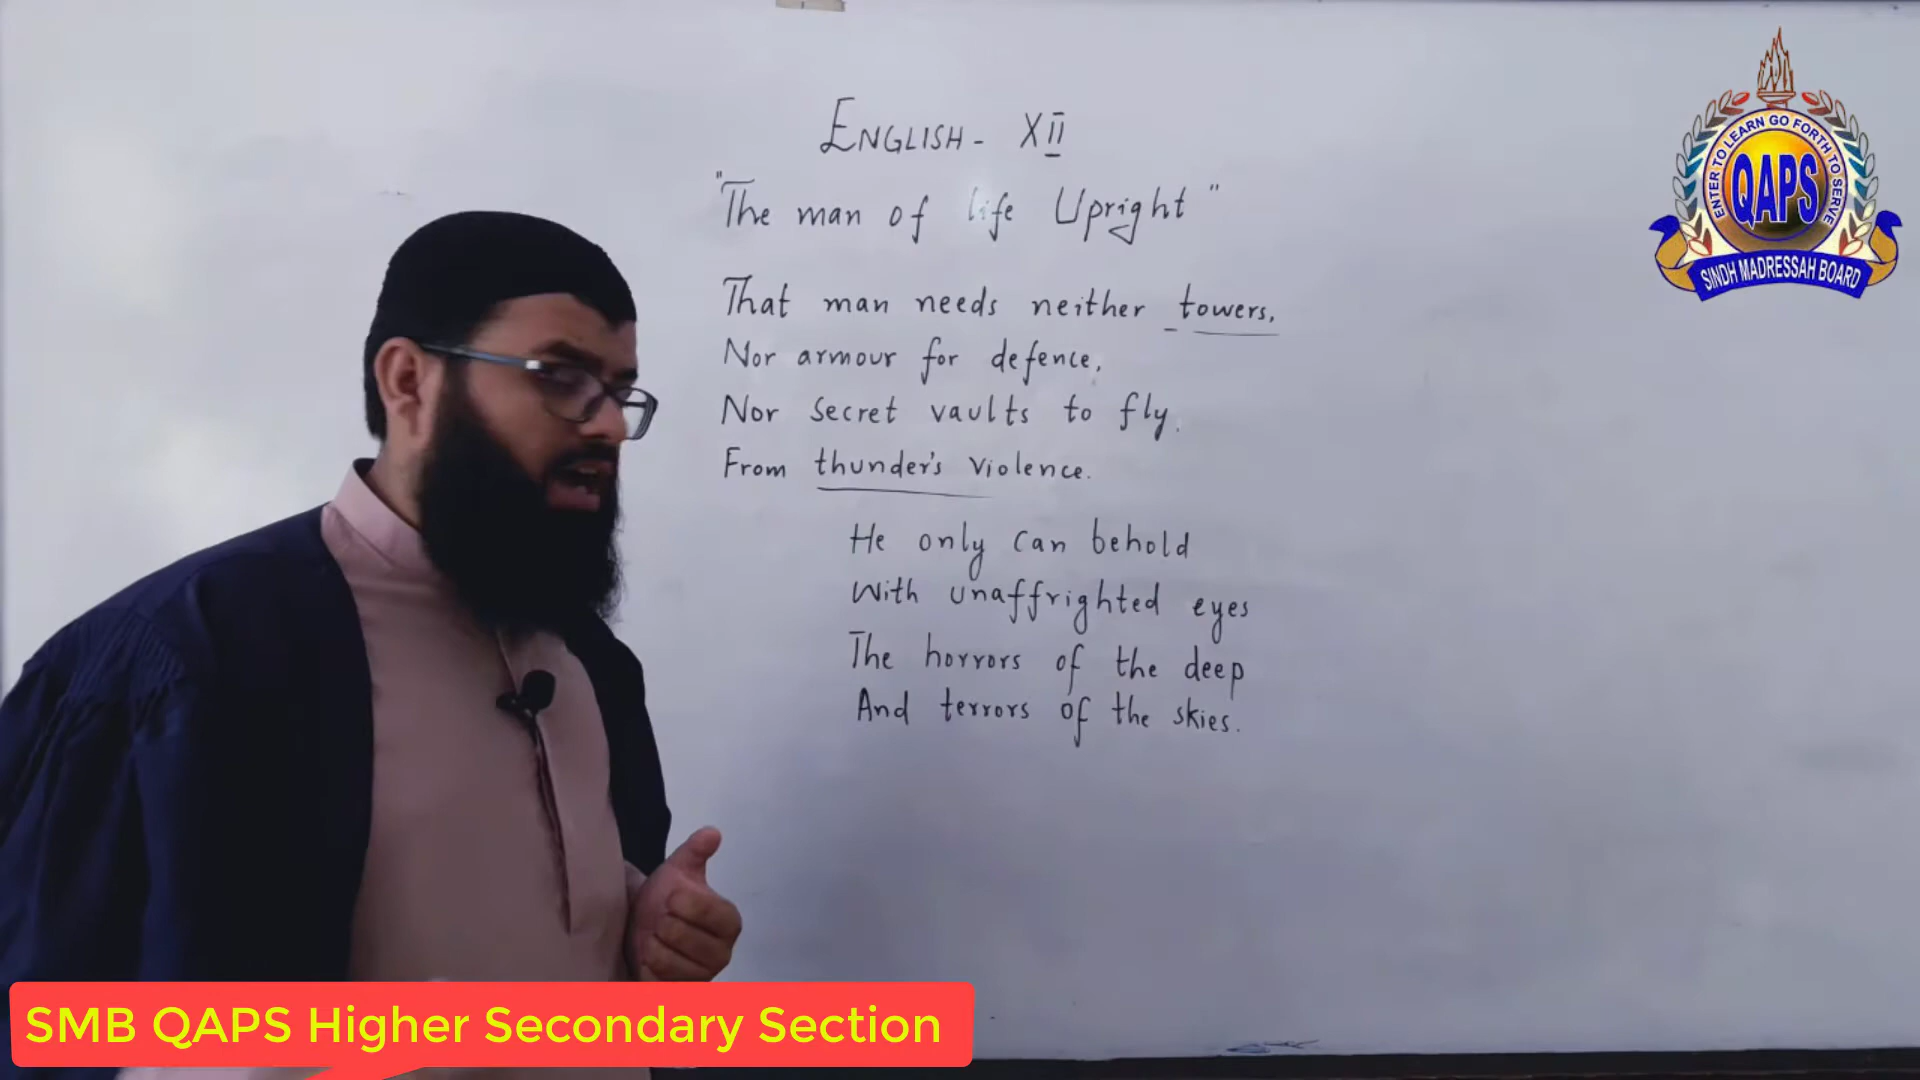 ENGLISH - XII
"The man of life Upright"
That man needs neither towers,
Nor armour for defence,
Nor secret vaults to fly,
From thunder's violence.
He only can behold
With unaffrighted eyes
The horrors of the deep
And terrors of the skies.
ENTER TO LEARN GO FORTH TO SERVE
QAPS
SINDH MADRESSAH BOARD
SMB QAPS Higher Secondary Section